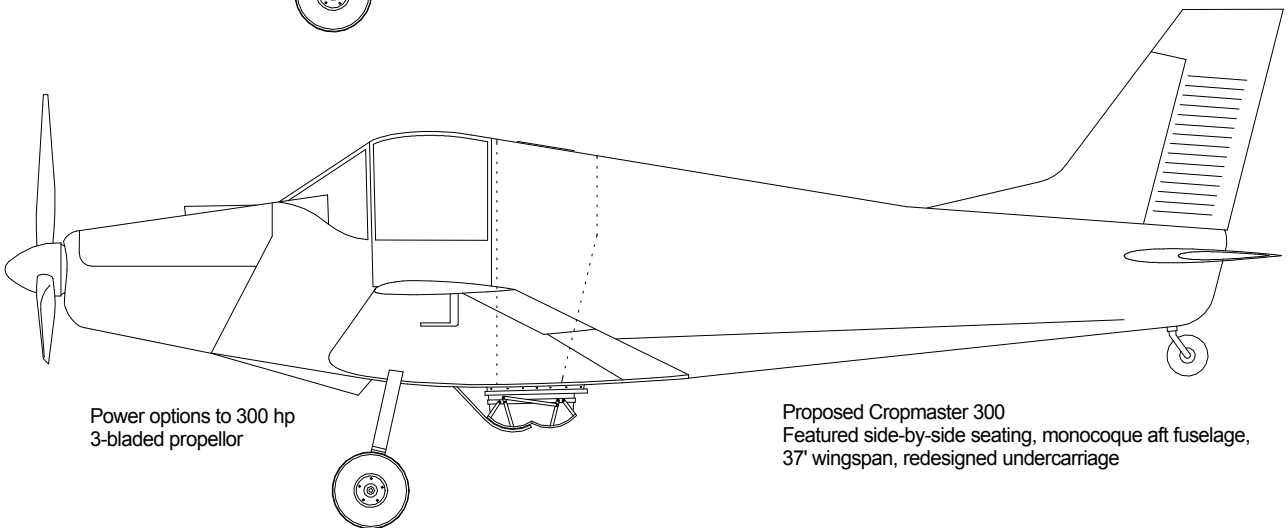 Power options to 300 hp
3-bladed propellor
Proposed Cropmaster 300
Featured side-by-side seating, monocoque aft fuselage,
37' wingspan, redesigned undercarriage